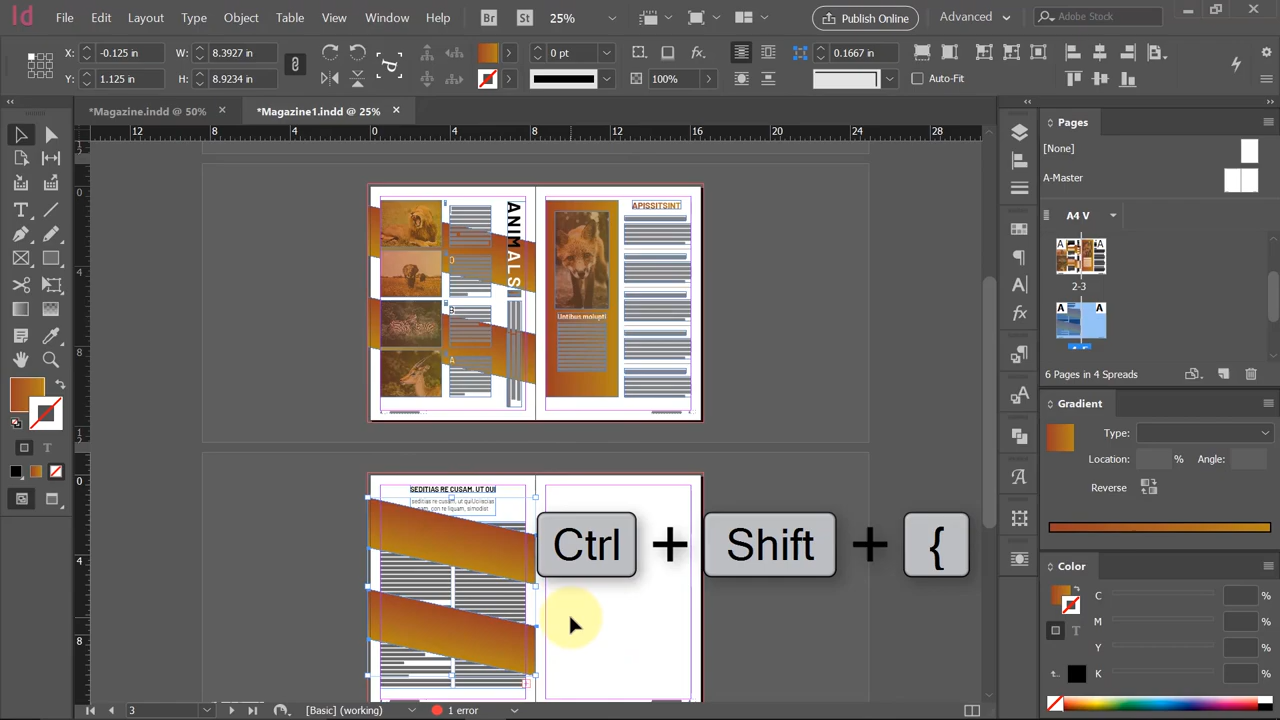 Id File Edit Layout Type Object Table View Window Help Br St 25% Publish Online Advanced Adobe Stock
X: -0.125 in W: 8.3927 in 0 pt 0.1667 in
Y: 1.125 in H: 8.9234 in 100% Auto-Fit
*Magazine.indd @ 50% *Magazine1.indd @ 25%
12 8 4 0 4 8 12 16 20 24 28
Pages
[None]
A-Master
A4 V
2-3
6 Pages in 4 Spreads
Gradient
Type:
Location: % Angle:
Reverse
Color
C
M
Y
K
ANIMALS
APISSITSINT
Untibus molupti
O
B
A
SEDITIAS RE CUSAM, UT QUI
Ctrl + Shift + {
3 [Basic] (working) 1 error